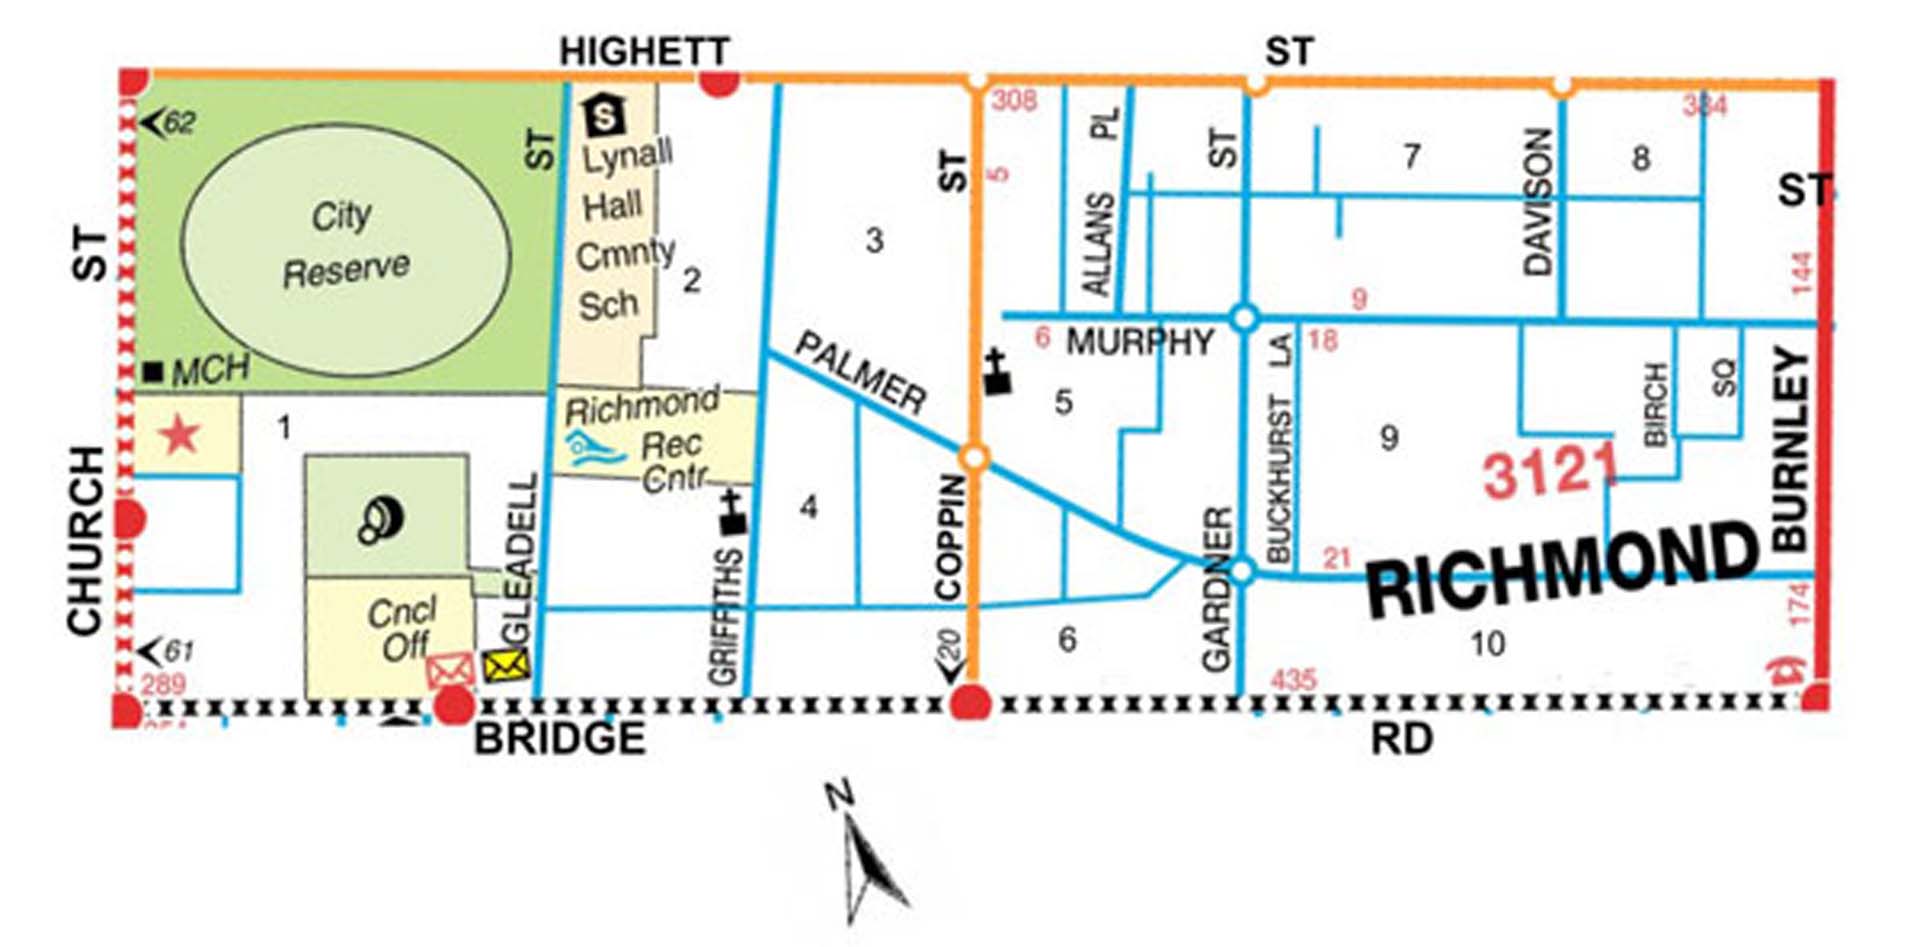 HIGHETT ST
62
City
Reserve
MCH
ST
CHURCH
1
Cncl
Off
61
289
ST
GLEADELL
S
Lynall
Hall
Cmnty
Sch
2
Richmond
Rec
Cntr
GRIFFITHS
3
PALMER
4
ST
COPPIN
20
308
5
6
MURPHY
5
6
ALLANS PL
ST
GARDNER
BUCKHURST LA
18
9
7
DAVISON
8
334
ST
BURNLEY
144
9
3121
BIRCH
SQ
21
RICHMOND
10
174
435
BRIDGE RD
N